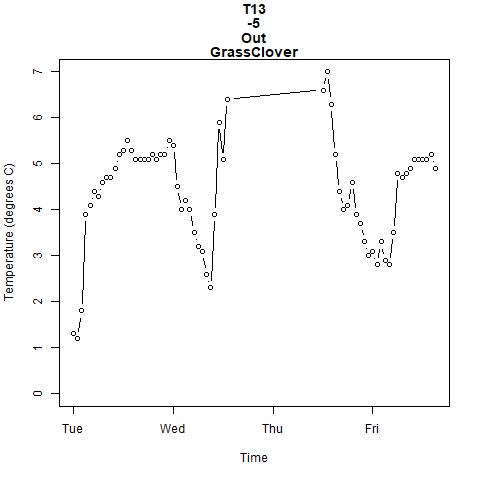 T13
-5
Out
GrassClover
Temperature (degrees C)
7
6
5
4
3
2
1
0
Tue
Wed
Thu
Fri
Time